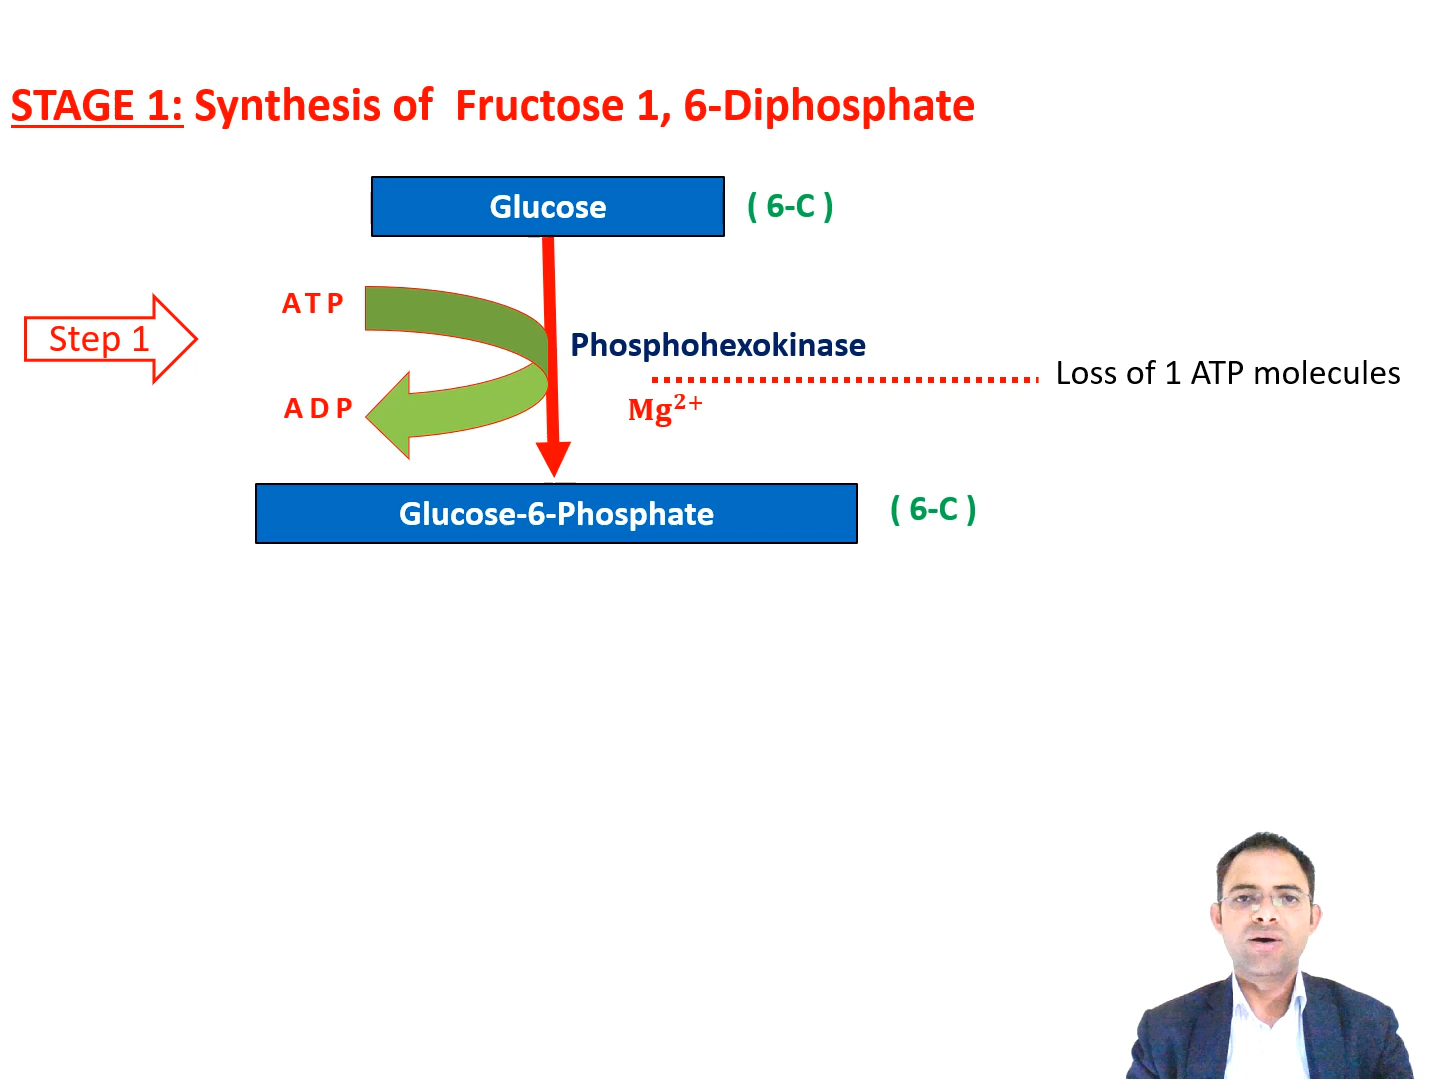 STAGE 1: Synthesis of Fructose 1, 6-Diphosphate
Glucose
( 6-C )
ATP
Step 1
Phosphohexokinase
Loss of 1 ATP molecules
ADP
Mg²⁺
Glucose-6-Phosphate
( 6-C )